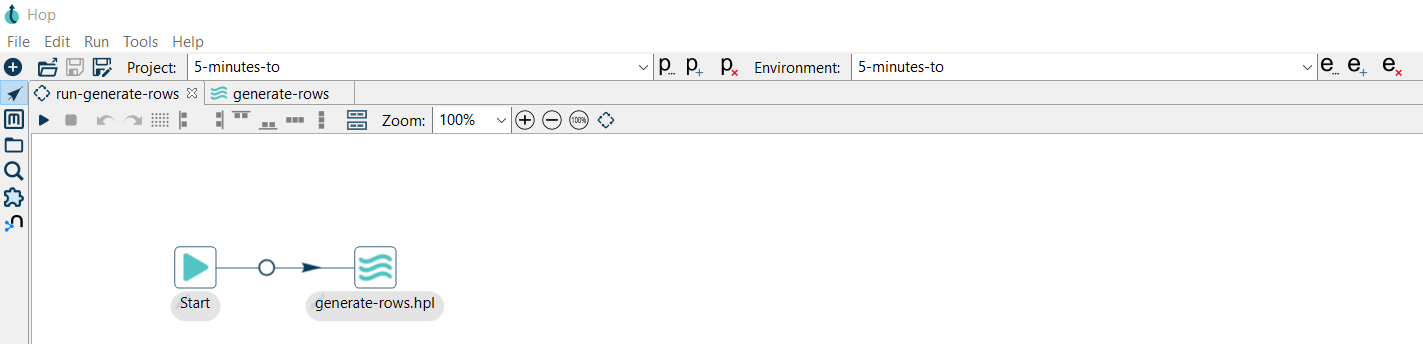 Hop
File Edit Run Tools Help
Project: 5-minutes-to p... p+ px Environment: 5-minutes-to e... e+ ex
run-generate-rows generate-rows
Zoom: 100% 100%
Start generate-rows.hpl